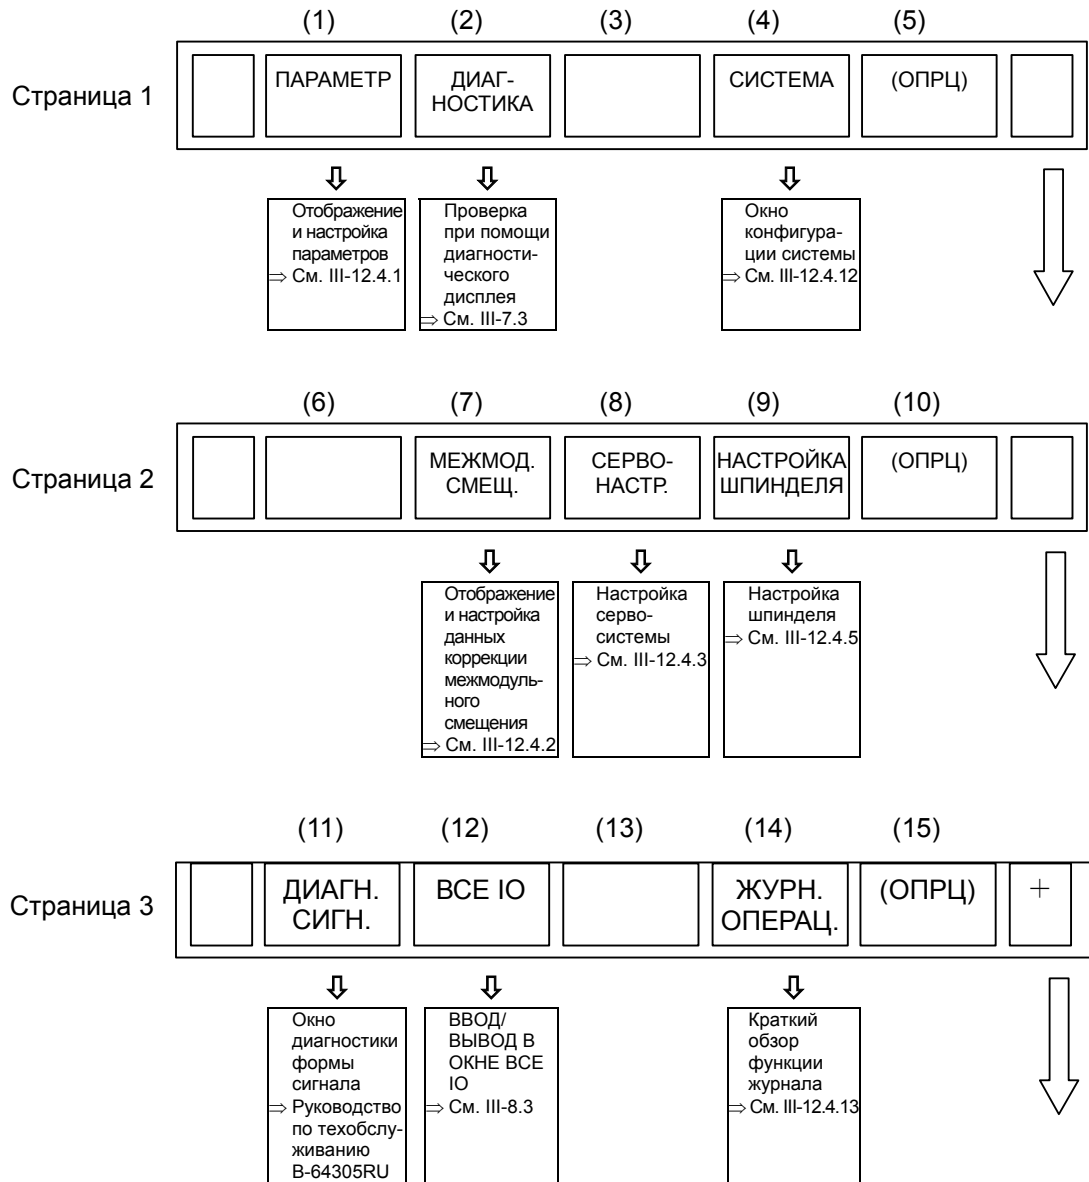 (1) (2) (3) (4) (5)
Страница 1
ПАРАМЕТР
ДИАГ-
НОСТИКА
СИСТЕМА
(ОПРЦ)
Отображение
и настройка
параметров
⇒ См. III-12.4.1
Проверка
при помощи
диагности-
ческого
дисплея
⇒ См. III-7.3
Окно
конфигура-
ции системы
⇒ См. III-12.4.12
(6) (7) (8) (9) (10)
Страница 2
МЕЖМОД.
СМЕЩ.
СЕРВО-
НАСТР.
НАСТРОЙКА
ШПИНДЕЛЯ
(ОПРЦ)
Отображение
и настройка
данных
коррекции
межмодуль-
ного
смещения
⇒ См. III-12.4.2
Настройка
серво-
системы
⇒ См. III-12.4.3
Настройка
шпинделя
⇒ См. III-12.4.5
(11) (12) (13) (14) (15)
Страница 3
ДИАГН.
СИГН.
ВСЕ IO
ЖУРН.
ОПЕРАЦ.
(ОПРЦ)
+
Окно
диагностики
формы
сигнала
⇒ Руководство
по техобслу-
живанию
B-64305RU
ВВОД/
ВЫВОД В
ОКНЕ ВСЕ
IO
⇒ См. III-8.3
Краткий
обзор
функции
журнала
⇒ См. III-12.4.13